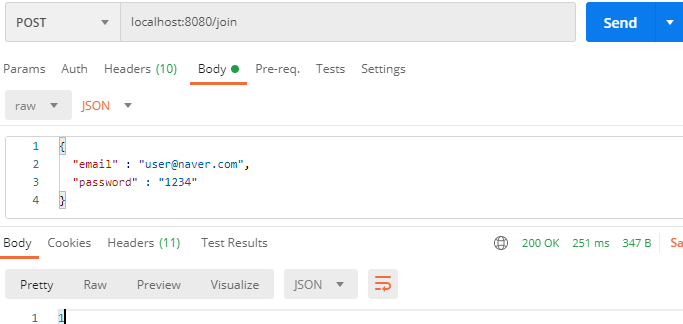 POST localhost:8080/join Send
Params Auth Headers (10) Body Pre-req. Tests Settings
raw JSON
1 {
2 "email" : "user@naver.com",
3 "password" : "1234"
4 }
Body Cookies Headers (11) Test Results 200 OK 251 ms 347 B Sa
Pretty Raw Preview Visualize JSON
1 1